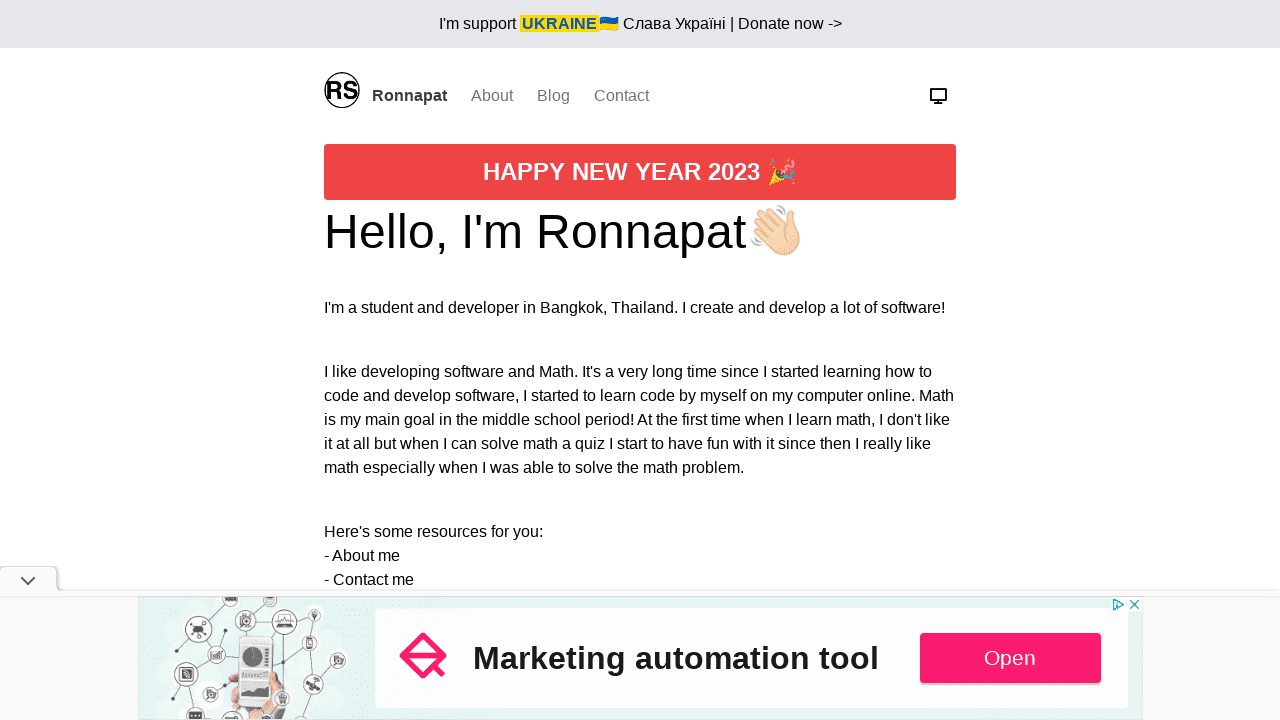 I'm support UKRAINE🇺🇦 Слава Україні | Donate now ->
RS Ronnapat About Blog Contact
HAPPY NEW YEAR 2023 🎉
Hello, I'm Ronnapat👋🏻
I'm a student and developer in Bangkok, Thailand. I create and develop a lot of software!
I like developing software and Math. It's a very long time since I started learning how to
code and develop software, I started to learn code by myself on my computer online. Math
is my main goal in the middle school period! At the first time when I learn math, I don't like
it at all but when I can solve math a quiz I start to have fun with it since then I really like
math especially when I was able to solve the math problem.
Here's some resources for you:
- About me
- Contact me
Marketing automation tool
Open